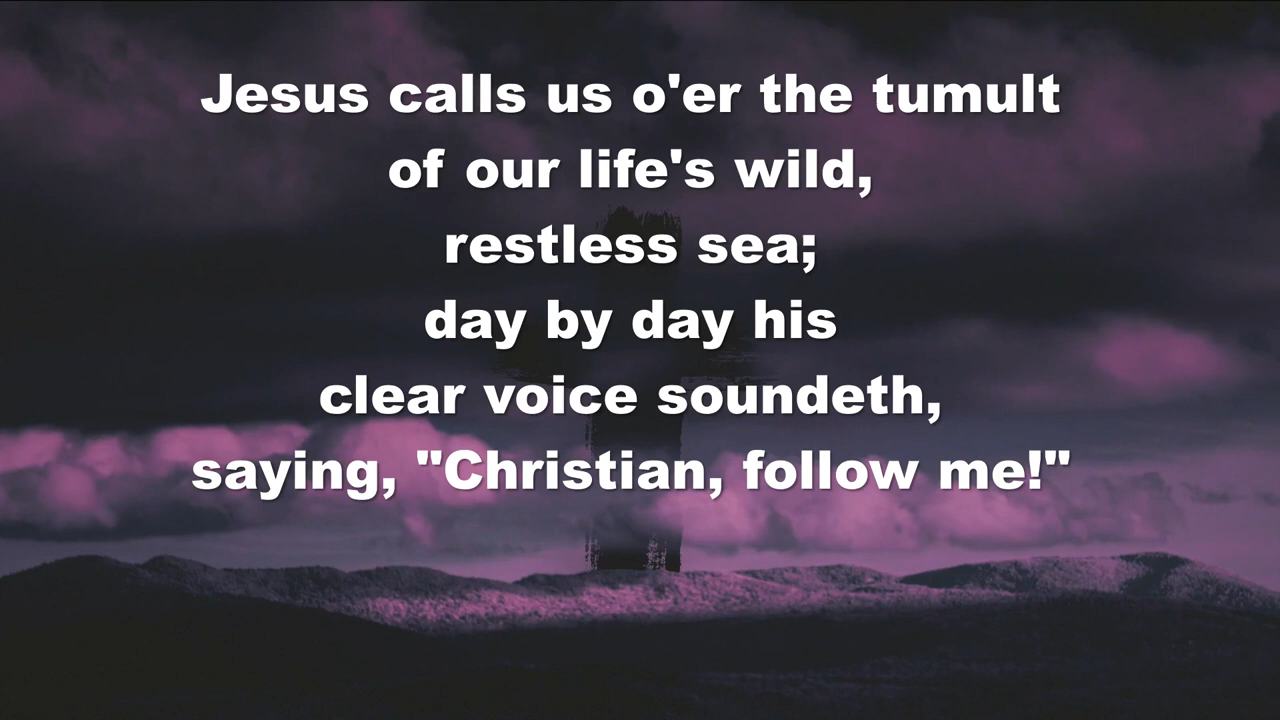 Jesus calls us o'er the tumult
of our life's wild,
restless sea;
day by day his
clear voice soundeth,
saying, "Christian, follow me!"